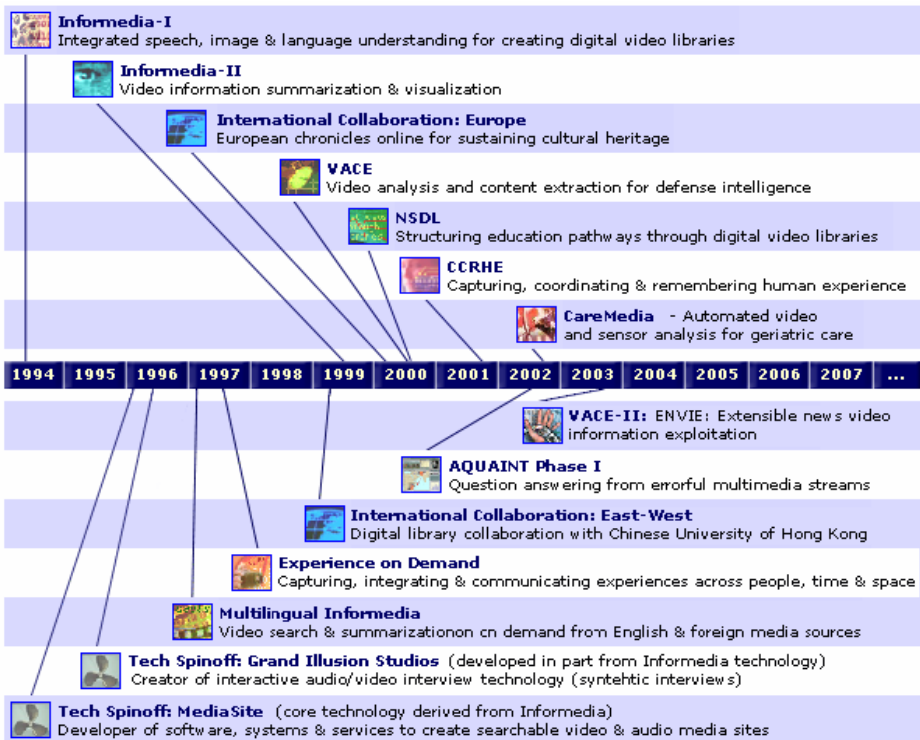 Informedia-I
Integrated speech, image & language understanding for creating digital video libraries
Informedia-II
Video information summarization & visualization
International Collaboration: Europe
European chronicles online for sustaining cultural heritage
VACE
Video analysis and content extraction for defense intelligence
NSDL
Structuring education pathways through digital video libraries
CCRHE
Capturing, coordinating & remembering human experience
CareMedia - Automated video
and sensor analysis for geriatric care
1994 1995 1996 1997 1998 1999 2000 2001 2002 2003 2004 2005 2006 2007 ...
VACE-II: ENVIE: Extensible news video
information exploitation
AQUAINT Phase I
Question answering from errorful multimedia streams
International Collaboration: East-West
Digital library collaboration with Chinese University of Hong Kong
Experience on Demand
Capturing, integrating & communicating experiences across people, time & space
Multilingual Informedia
Video search & summarizationon cn demand from English & foreign media sources
Tech Spinoff: Grand Illusion Studios (developed in part from Informedia technology)
Creator of interactive audio/video interview technology (syntehtic interviews)
Tech Spinoff: MediaSite (core technology derived from Informedia)
Developer of software, systems & services to create searchable video & audio media sites